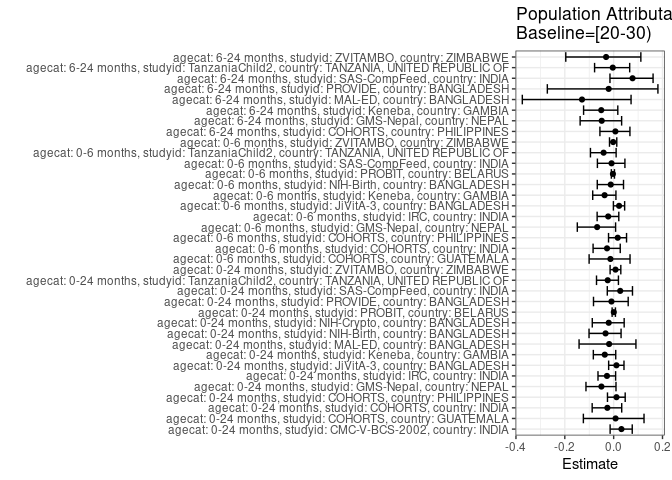 Population Attributa
Baseline=[20-30)
agecat: 6-24 months, studyid: ZVITAMBO, country: ZIMBABWE
agecat: 6-24 months, studyid: TanzaniaChild2, country: TANZANIA, UNITED REPUBLIC OF
agecat: 6-24 months, studyid: SAS-CompFeed, country: INDIA
agecat: 6-24 months, studyid: PROVIDE, country: BANGLADESH
agecat: 6-24 months, studyid: MAL-ED, country: BANGLADESH
agecat: 6-24 months, studyid: Keneba, country: GAMBIA
agecat: 6-24 months, studyid: GMS-Nepal, country: NEPAL
agecat: 6-24 months, studyid: COHORTS, country: PHILIPPINES
agecat: 0-6 months, studyid: ZVITAMBO, country: ZIMBABWE
agecat: 0-6 months, studyid: TanzaniaChild2, country: TANZANIA, UNITED REPUBLIC OF
agecat: 0-6 months, studyid: SAS-CompFeed, country: INDIA
agecat: 0-6 months, studyid: PROBIT, country: BELARUS
agecat: 0-6 months, studyid: NIH-Birth, country: BANGLADESH
agecat: 0-6 months, studyid: Keneba, country: GAMBIA
agecat: 0-6 months, studyid: JiVitA-3, country: BANGLADESH
agecat: 0-6 months, studyid: IRC, country: INDIA
agecat: 0-6 months, studyid: GMS-Nepal, country: NEPAL
agecat: 0-6 months, studyid: COHORTS, country: PHILIPPINES
agecat: 0-6 months, studyid: COHORTS, country: INDIA
agecat: 0-6 months, studyid: COHORTS, country: GUATEMALA
agecat: 0-24 months, studyid: ZVITAMBO, country: ZIMBABWE
agecat: 0-24 months, studyid: TanzaniaChild2, country: TANZANIA, UNITED REPUBLIC OF
agecat: 0-24 months, studyid: SAS-CompFeed, country: INDIA
agecat: 0-24 months, studyid: PROVIDE, country: BANGLADESH
agecat: 0-24 months, studyid: PROBIT, country: BELARUS
agecat: 0-24 months, studyid: NIH-Crypto, country: BANGLADESH
agecat: 0-24 months, studyid: NIH-Birth, country: BANGLADESH
agecat: 0-24 months, studyid: MAL-ED, country: BANGLADESH
agecat: 0-24 months, studyid: Keneba, country: GAMBIA
agecat: 0-24 months, studyid: JiVitA-3, country: BANGLADESH
agecat: 0-24 months, studyid: IRC, country: INDIA
agecat: 0-24 months, studyid: GMS-Nepal, country: NEPAL
agecat: 0-24 months, studyid: COHORTS, country: PHILIPPINES
agecat: 0-24 months, studyid: COHORTS, country: INDIA
agecat: 0-24 months, studyid: COHORTS, country: GUATEMALA
agecat: 0-24 months, studyid: CMC-V-BCS-2002, country: INDIA
-0.4 -0.2 0.0 0.2
Estimate